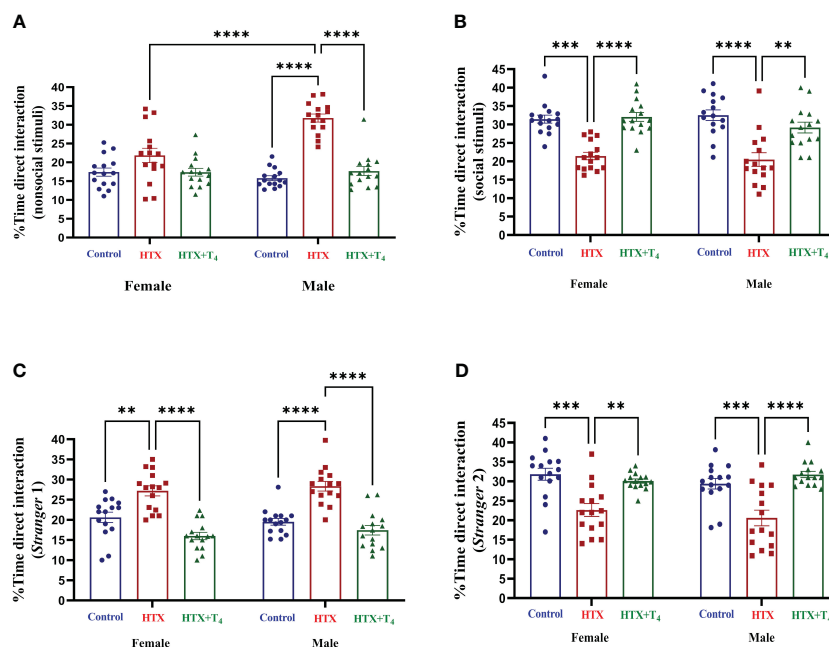 A
**** 
**** ****
%Time direct interaction
(nonsocial stimuli)
40
35
30
25
20
15
10
5
0
Control HTX HTX+T4 Control HTX HTX+T4
Female Male
B
*** **** **** **
%Time direct interaction
(social stimuli)
45
40
35
30
25
20
15
10
5
0
Control HTX HTX+T4 Control HTX HTX+T4
Female Male
C
****
** **** ****
%Time direct interaction
(Stranger 1)
40
35
30
25
20
15
10
5
0
Control HTX HTX+T4 Control HTX HTX+T4
Female Male
D
*** ** *** ****
%Time direct interaction
(Stranger 2)
45
40
35
30
25
20
15
10
5
0
Control HTX HTX+T4 Control HTX HTX+T4
Female Male